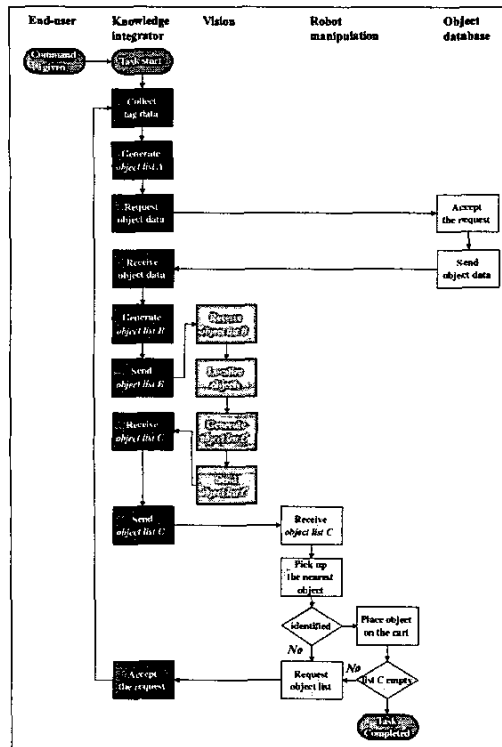 End-user
Knowledge
integrator
Vision
Robot
manipulation
Object
database
Command
given
Task start
Collect
tag data
Generate
object list A
Request
object data
Accept
the request
Receive
object data
Send
object data
Generate
object list B
Receive
object list B
Send
object list B
Localize
objects
Receive
object list C
Generate
object list C
Send
object list C
Send
object list C
Receive
object list C
Pick up
the nearest
object
identified
Place object
on the cart
No
Accept
the request
Request
object list
No
list C empty
Task
Completed